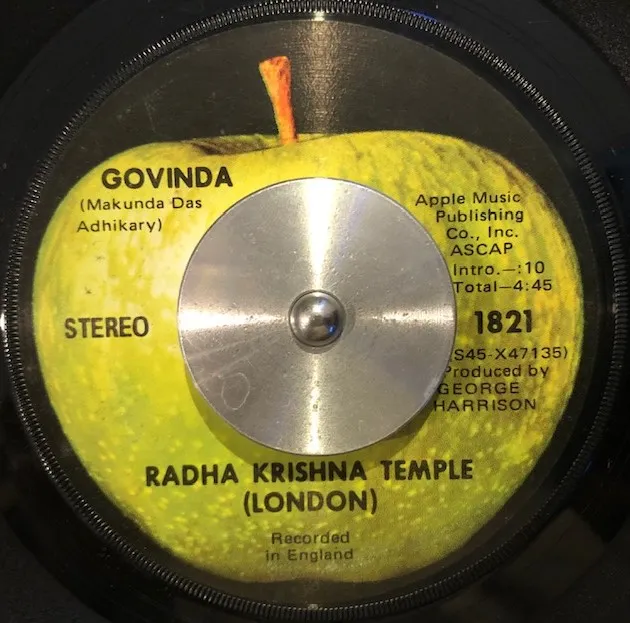 GOVINDA
(Makunda Das
Adhikary)
STEREO
Apple Music
Publishing
Co., Inc.
ASCAP
Intro.—:10
Total—4:45
1821
(S45-X47135)
Produced by
GEORGE
HARRISON
RADHA KRISHNA TEMPLE
(LONDON)
Recorded
in England